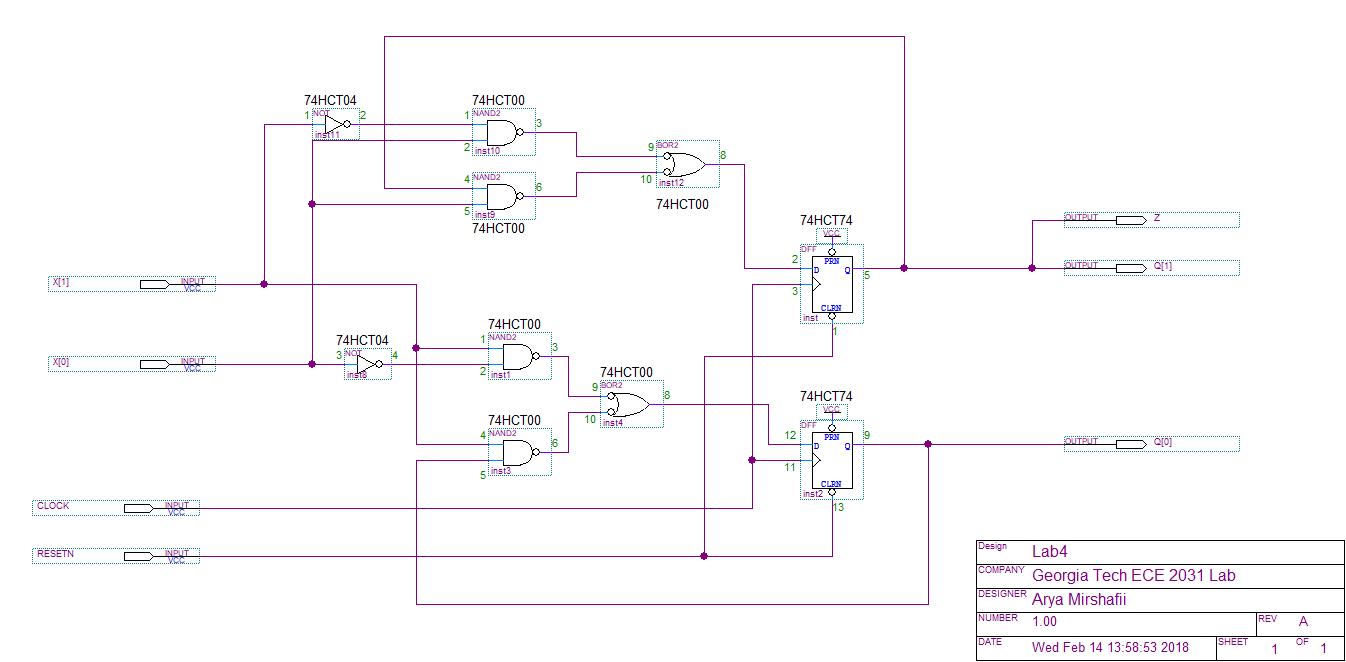 74HCT04
1 NOT 2
inst11
74HCT00
1 NAND2 3
2 inst10
4 NAND2 6
5 inst9
74HCT00
9 BOR2 8
10 inst12
74HCT00
74HCT74
VCC
DFF
PRN
2 D Q 5
3
CLRN
inst 1
OUTPUT Z
OUTPUT Q[1]
X[1] INPUT
VCC
X[0] INPUT
VCC
74HCT04
3 NOT 4
inst8
74HCT00
1 NAND2 3
2 inst1
74HCT00
9 BOR2 8
10 inst4
74HCT00
4 NAND2 6
5 inst3
74HCT74
VCC
DFF
PRN
12 D Q 9
11
CLRN
inst2 13
OUTPUT Q[0]
CLOCK INPUT
VCC
RESETN INPUT
VCC
Design Lab4
COMPANY Georgia Tech ECE 2031 Lab
DESIGNER Arya Mirshafii
NUMBER 1.00 REV A
DATE Wed Feb 14 13:58:53 2018 SHEET 1 OF 1